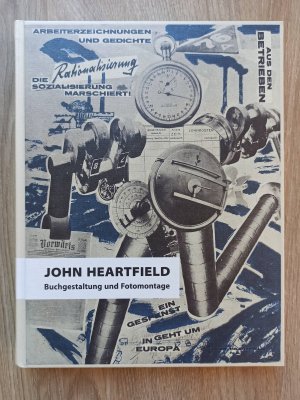 ARBEITERZEICHNUNGEN
UND GEDICHTE
AUS DEN
BETRIEBEN
DIE Rationalisierung
SOZIALISIERUNG
MARSCHIERT!
Vorwärts
JOHN HEARTFIELD
Buchgestaltung und Fotomontage
EIN
GESPENST
IN GEHT UM
EUROPA